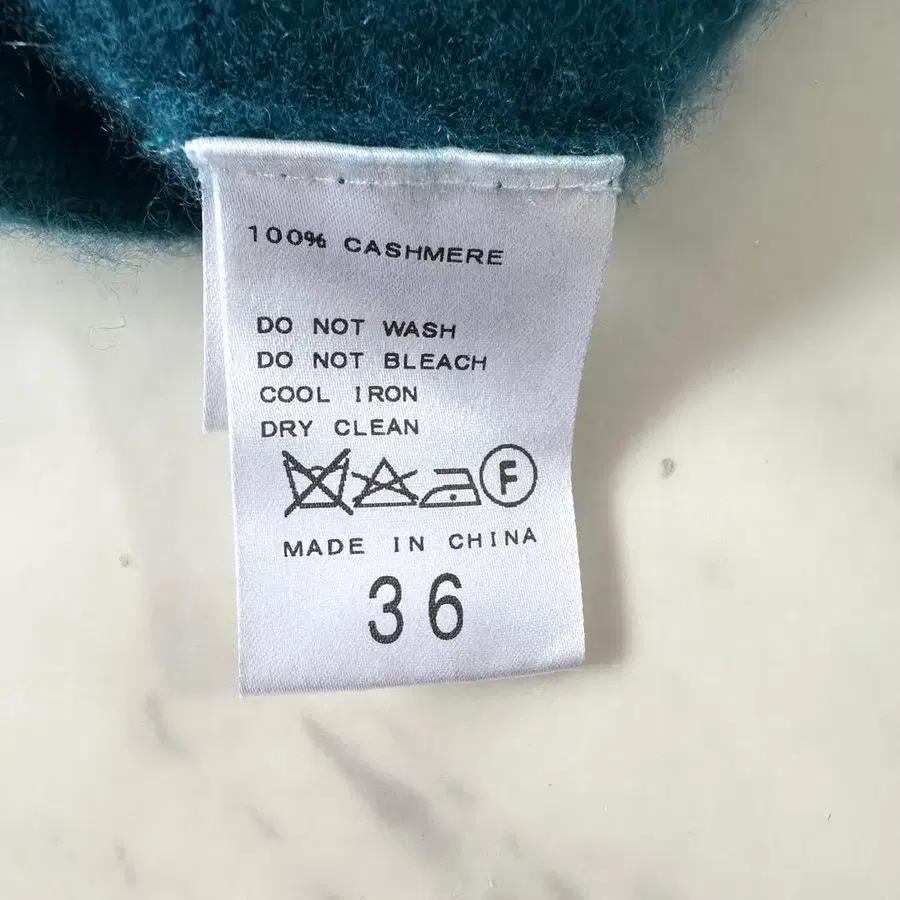 100% CASHMERE
DO NOT WASH
DO NOT BLEACH
COOL IRON
DRY CLEAN
F
MADE IN CHINA
36